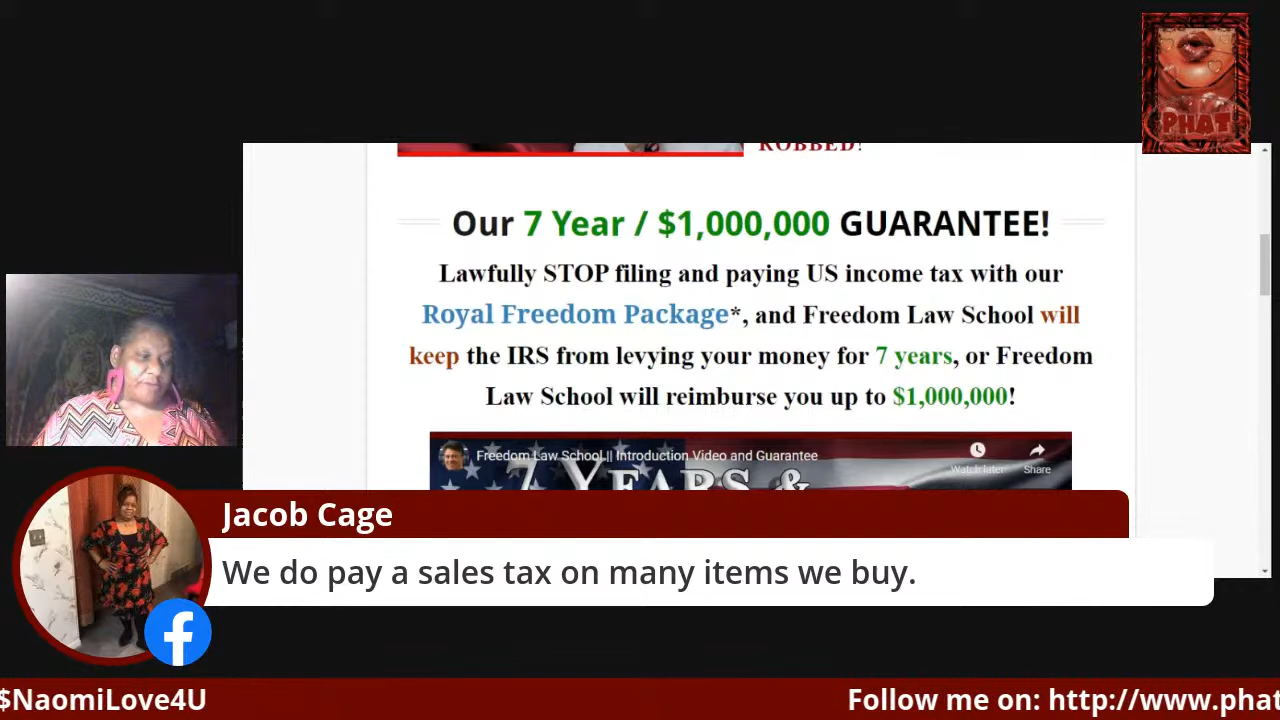 PHAT
ROBBED!
Our 7 Year / $1,000,000 GUARANTEE!
Lawfully STOP filing and paying US income tax with our
Royal Freedom Package*, and Freedom Law School will
keep the IRS from levying your money for 7 years, or Freedom
Law School will reimburse you up to $1,000,000!
Freedom Law School || Introduction Video and Guarantee
Watch later
Share
7 YEARS &
Jacob Cage
We do pay a sales tax on many items we buy.
$NaomiLove4U
Follow me on: http://www.phat